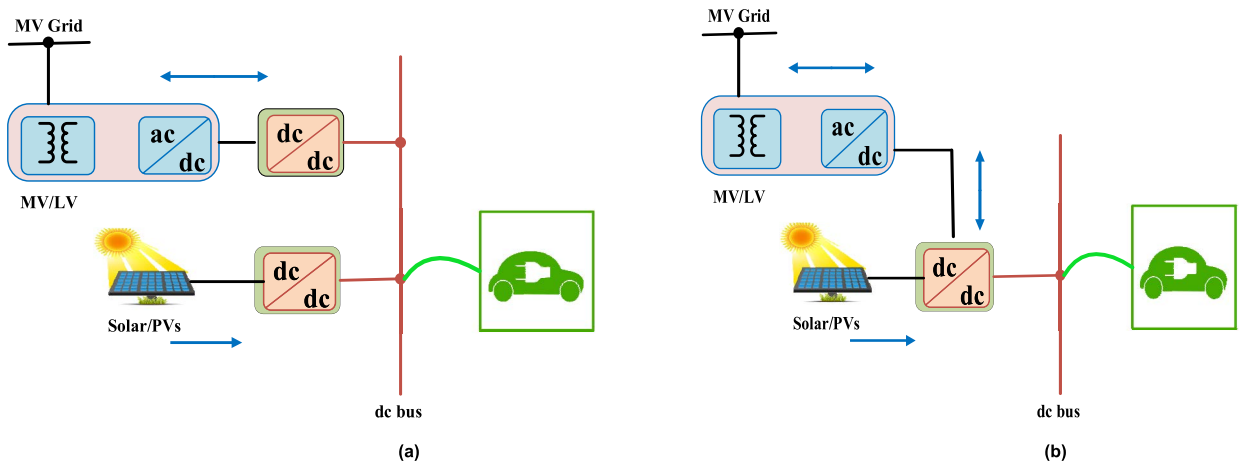 MV Grid
ac
dc
dc
dc
MV/LV
dc
dc
Solar/PVs
dc bus
(a)
MV Grid
ac
dc
MV/LV
dc
dc
Solar/PVs
dc bus
(b)